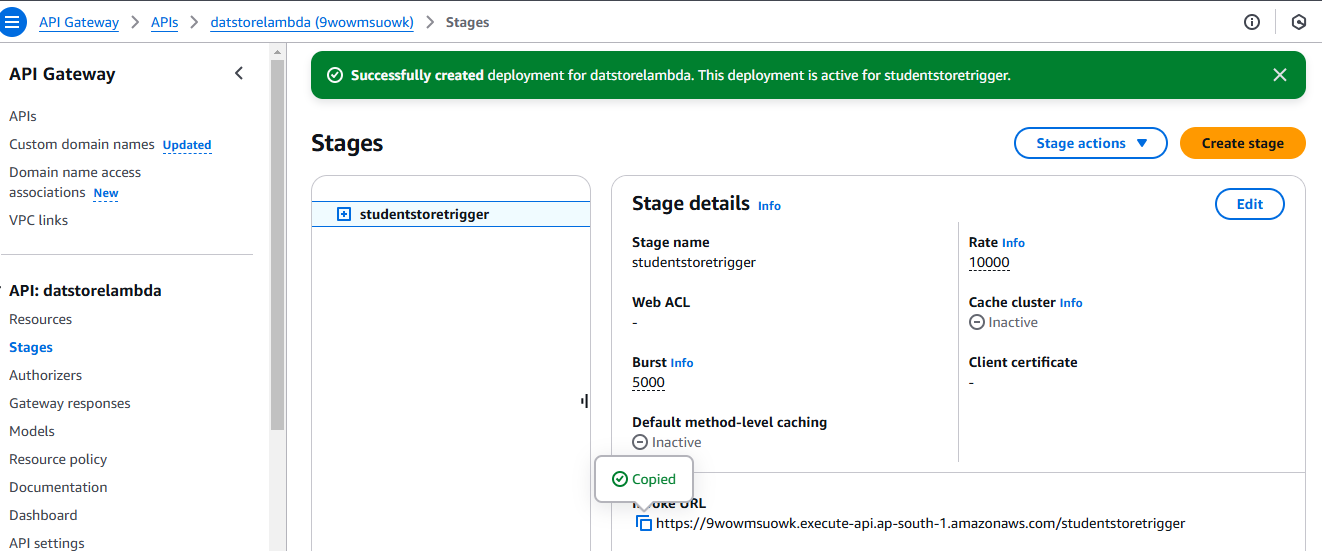 API Gateway > APIs > datstorelambda (9wowmsuowk) > Stages
API Gateway
APIs
Custom domain names Updated
Domain name access
associations New
VPC links
API: datstorelambda
Resources
Stages
Authorizers
Gateway responses
Models
Resource policy
Documentation
Dashboard
API settings
Successfully created deployment for datstorelambda. This deployment is active for studentstoretrigger.
Stages
Stage actions
Create stage
studentstoretrigger
Stage details Info
Edit
Stage name
studentstoretrigger
Rate Info
10000
Web ACL
-
Cache cluster Info
Inactive
Burst Info
5000
Client certificate
-
Default method-level caching
Inactive
Copied
URL
https://9wowmsuowk.execute-api.ap-south-1.amazonaws.com/studentstoretrigger